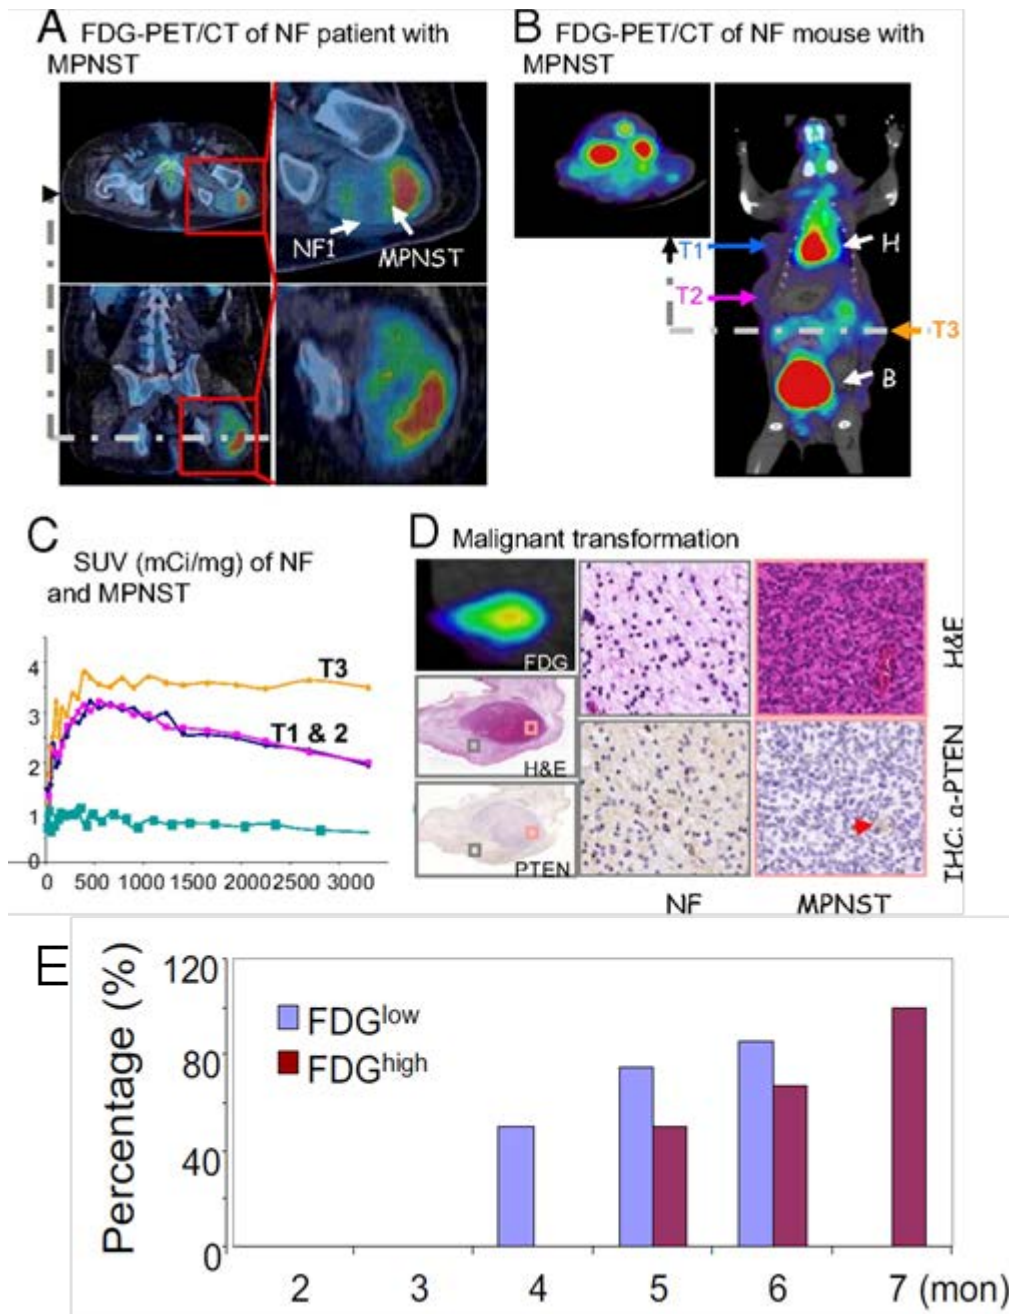 A FDG-PET/CT of NF patient with
MPNST
NF1
MPNST
B FDG-PET/CT of NF mouse with
MPNST
T1
H
T2
T3
B
C
SUV (mCi/mg) of NF
and MPNST
4
3
2
1
0
T3
T1 & 2
0 500 1000 1500 2000 2500 3000
D Malignant transformation
FDG
H&E
PTEN
H&E
IHC: α-PTEN
NF MPNST
E
Percentage (%)
120
80
40
0
FDGlow
FDGhigh
2 3 4 5 6 7 (mon)